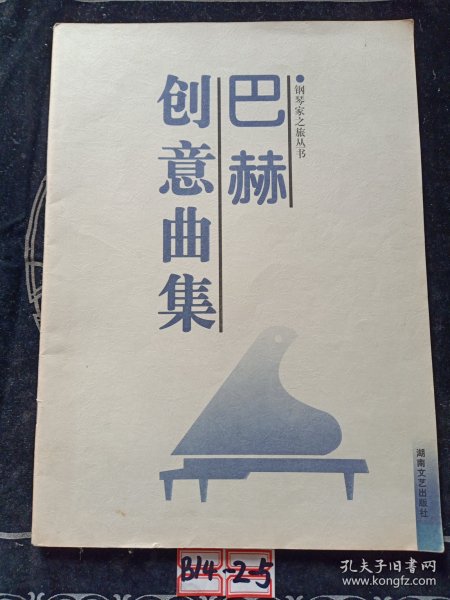 钢琴家之旅丛书
巴赫
创意曲集
湖南文艺出版社
B14-2-5
孔夫子旧书网
www.kongfz.com